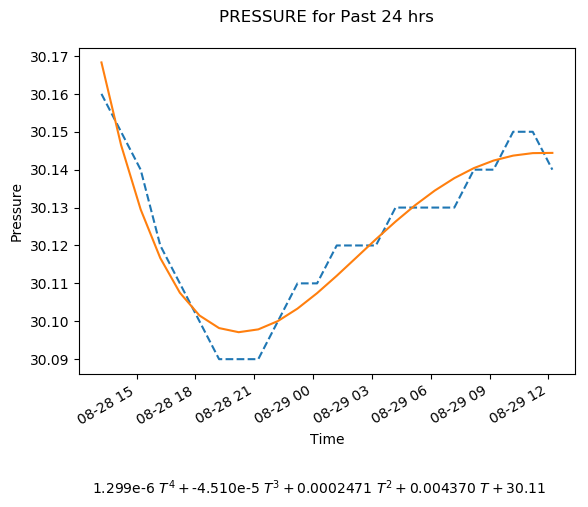 PRESSURE for Past 24 hrs
30.17
30.16
30.15
30.14
30.13
30.12
30.11
30.10
30.09
Pressure
08-28 15 08-28 18 08-28 21 08-29 00 08-29 03 08-29 06 08-29 09 08-29 12
Time
1.299e-6 T⁴ + -4.510e-5 T³ + 0.0002471 T² + 0.004370 T + 30.11